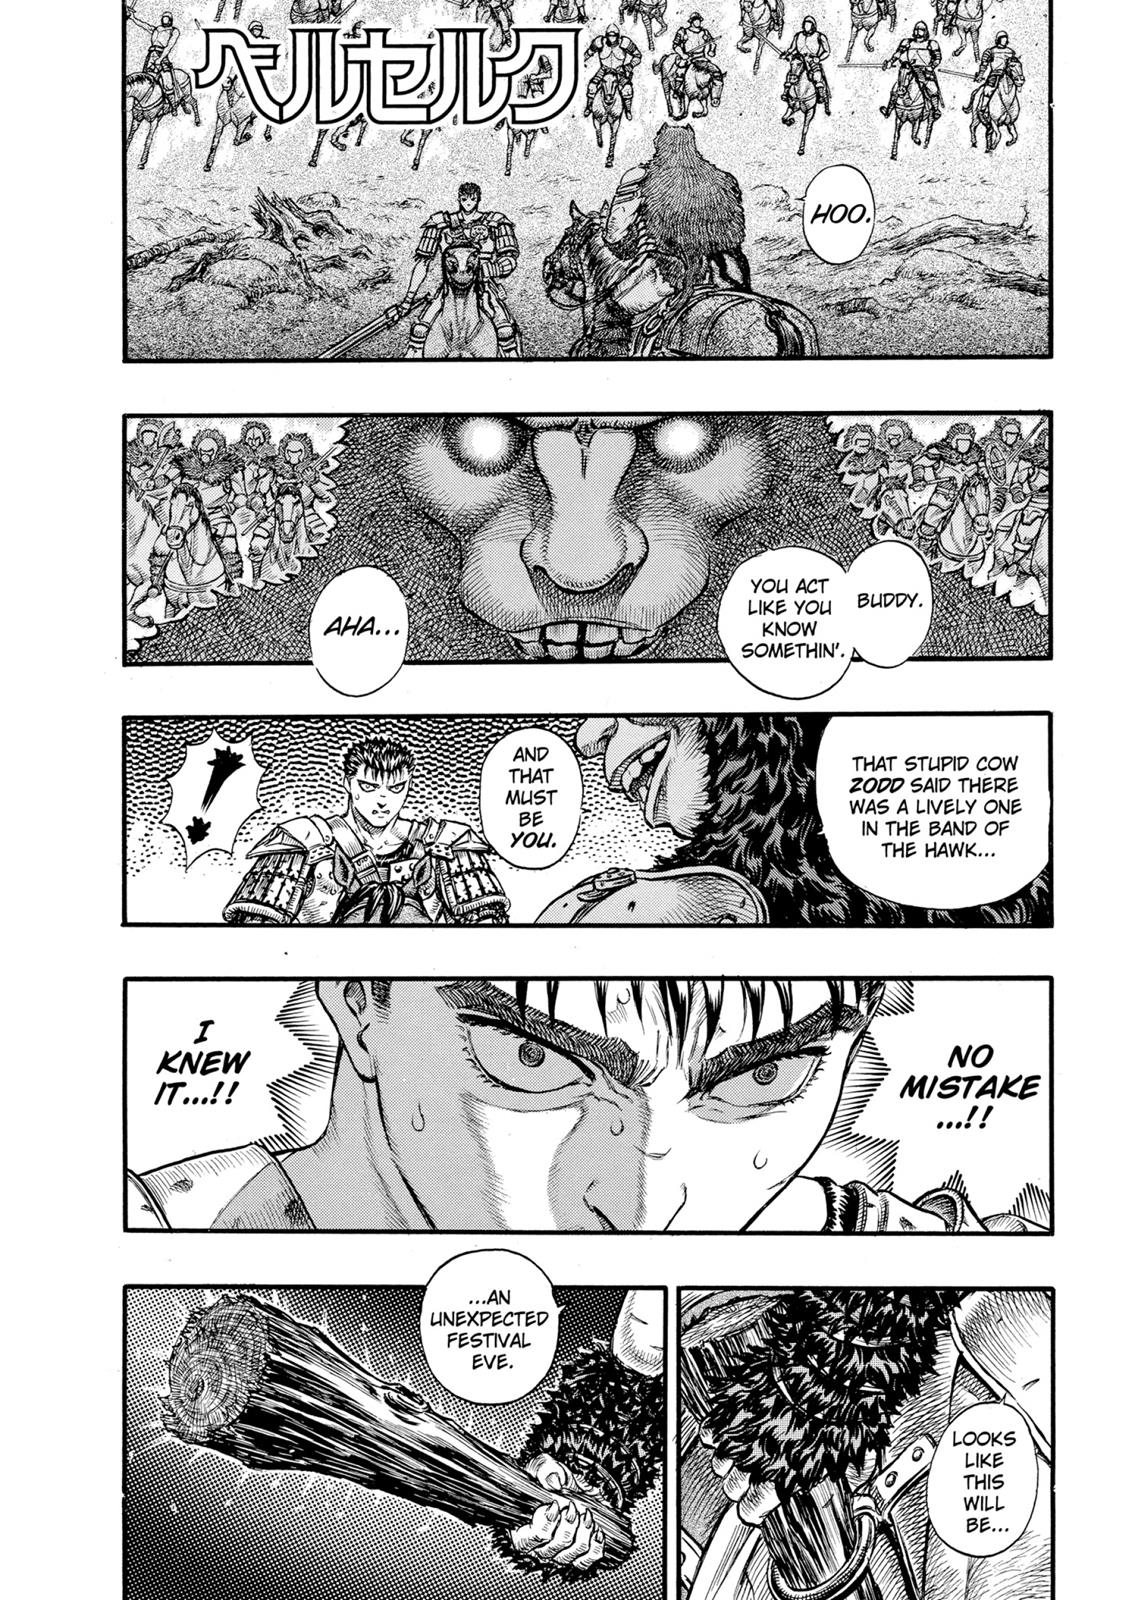 ベルセルク
HOO.
BUDDY.
YOU ACT
LIKE YOU
KNOW
SOMETHIN'.
AHA...
THAT STUPID COW
ZODD SAID THERE
WAS A LIVELY ONE
IN THE BAND OF
THE HAWK...
AND
THAT
MUST
BE
YOU.
!
NO
MISTAKE
...!!
I
KNEW
IT...!!
LOOKS
LIKE
THIS
WILL
BE...
...AN
UNEXPECTED
FESTIVAL
EVE.